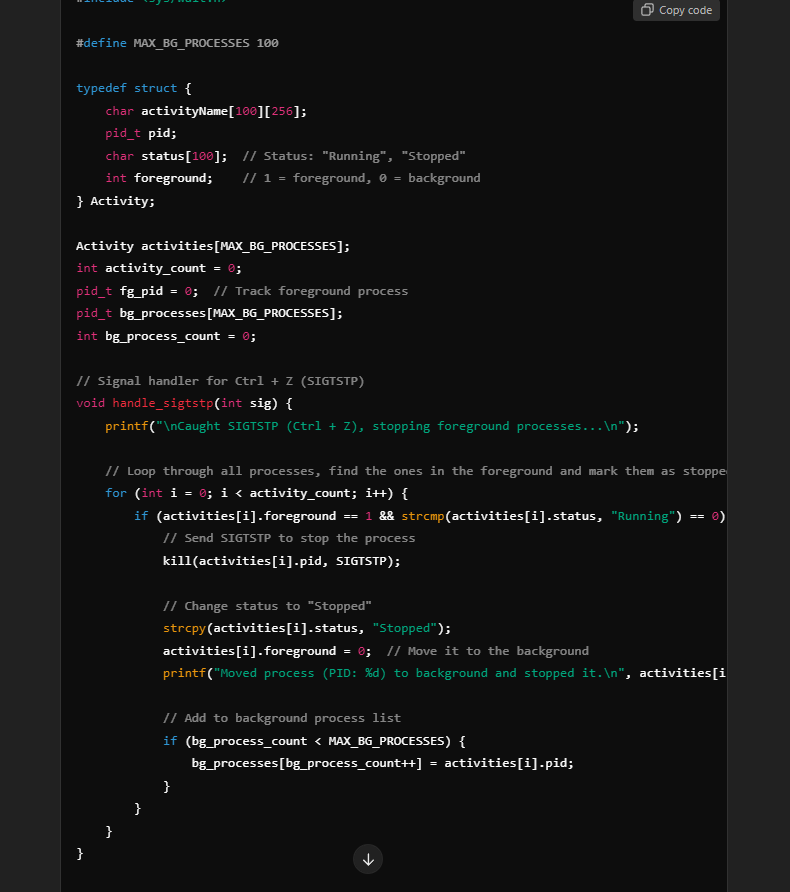 #include <sys/wait.h>
Copy code
#define MAX_BG_PROCESSES 100
typedef struct {
    char activityName[100][256];
    pid_t pid;
    char status[100];  // Status: "Running", "Stopped"
    int foreground;    // 1 = foreground, 0 = background
} Activity;
Activity activities[MAX_BG_PROCESSES];
int activity_count = 0;
pid_t fg_pid = 0;  // Track foreground process
pid_t bg_processes[MAX_BG_PROCESSES];
int bg_process_count = 0;
// Signal handler for Ctrl + Z (SIGTSTP)
void handle_sigtstp(int sig) {
    printf("\nCaught SIGTSTP (Ctrl + Z), stopping foreground processes...\n");
    // Loop through all processes, find the ones in the foreground and mark them as stoppe
    for (int i = 0; i < activity_count; i++) {
        if (activities[i].foreground == 1 && strcmp(activities[i].status, "Running") == 0)
            // Send SIGTSTP to stop the process
            kill(activities[i].pid, SIGTSTP);
            // Change status to "Stopped"
            strcpy(activities[i].status, "Stopped");
            activities[i].foreground = 0;  // Move it to the background
            printf("Moved process (PID: %d) to background and stopped it.\n", activities[i
            // Add to background process list
            if (bg_process_count < MAX_BG_PROCESSES) {
                bg_processes[bg_process_count++] = activities[i].pid;
            }
        }
    }
}